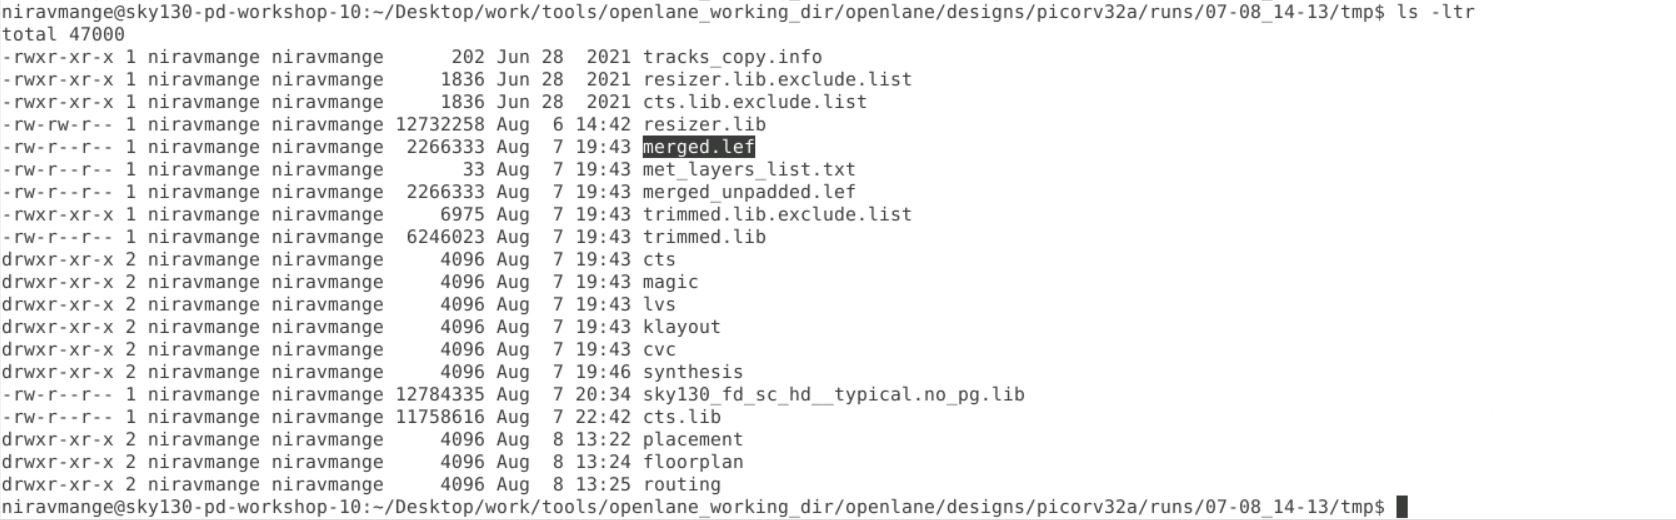 niravmange@sky130-pd-workshop-10:~/Desktop/work/tools/openlane_working_dir/openlane/designs/picorv32a/runs/07-08_14-13/tmp$ ls -ltr
total 47000
-rwxr-xr-x 1 niravmange niravmange      202 Jun 28  2021 tracks_copy.info
-rwxr-xr-x 1 niravmange niravmange     1836 Jun 28  2021 resizer.lib.exclude.list
-rwxr-xr-x 1 niravmange niravmange     1836 Jun 28  2021 cts.lib.exclude.list
-rw-rw-r-- 1 niravmange niravmange 12732258 Aug  6 14:42 resizer.lib
-rw-r--r-- 1 niravmange niravmange  2266333 Aug  7 19:43 merged.lef
-rw-r--r-- 1 niravmange niravmange       33 Aug  7 19:43 met_layers_list.txt
-rw-r--r-- 1 niravmange niravmange  2266333 Aug  7 19:43 merged_unpadded.lef
-rwxr-xr-x 1 niravmange niravmange     6975 Aug  7 19:43 trimmed.lib.exclude.list
-rw-r--r-- 1 niravmange niravmange  6246023 Aug  7 19:43 trimmed.lib
drwxr-xr-x 2 niravmange niravmange     4096 Aug  7 19:43 cts
drwxr-xr-x 2 niravmange niravmange     4096 Aug  7 19:43 magic
drwxr-xr-x 2 niravmange niravmange     4096 Aug  7 19:43 lvs
drwxr-xr-x 2 niravmange niravmange     4096 Aug  7 19:43 klayout
drwxr-xr-x 2 niravmange niravmange     4096 Aug  7 19:43 cvc
drwxr-xr-x 2 niravmange niravmange     4096 Aug  7 19:46 synthesis
-rw-r--r-- 1 niravmange niravmange 12784335 Aug  7 20:34 sky130_fd_sc_hd__typical.no_pg.lib
-rw-r--r-- 1 niravmange niravmange 11758616 Aug  7 22:42 cts.lib
drwxr-xr-x 2 niravmange niravmange     4096 Aug  8 13:22 placement
drwxr-xr-x 2 niravmange niravmange     4096 Aug  8 13:24 floorplan
drwxr-xr-x 2 niravmange niravmange     4096 Aug  8 13:25 routing
niravmange@sky130-pd-workshop-10:~/Desktop/work/tools/openlane_working_dir/openlane/designs/picorv32a/runs/07-08_14-13/tmp$